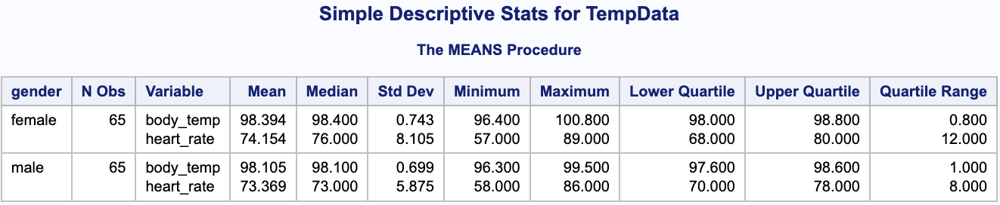 Simple Descriptive Stats for TempData
The MEANS Procedure
gender N Obs Variable Mean Median Std Dev Minimum Maximum Lower Quartile Upper Quartile Quartile Range
female 65 body_temp 98.394 98.400 0.743 96.400 100.800 98.000 98.800 0.800
heart_rate 74.154 76.000 8.105 57.000 89.000 68.000 80.000 12.000
male 65 body_temp 98.105 98.100 0.699 96.300 99.500 97.600 98.600 1.000
heart_rate 73.369 73.000 5.875 58.000 86.000 70.000 78.000 8.000